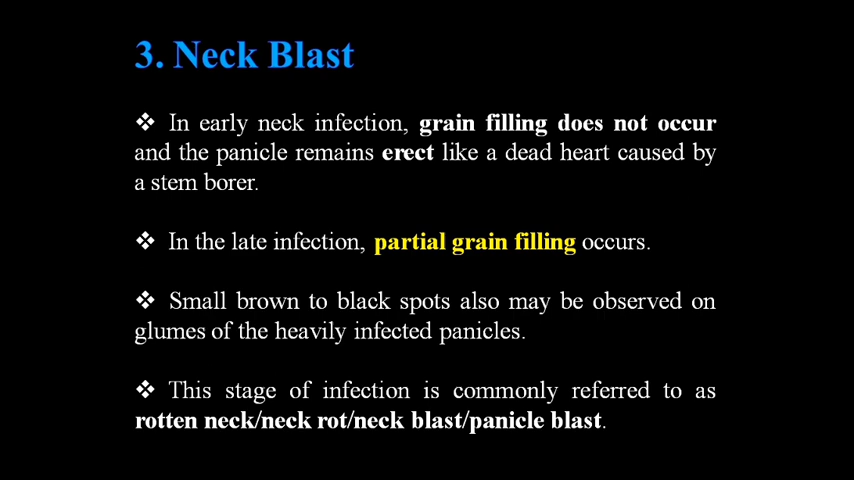 3. Neck Blast
❖ In early neck infection, grain filling does not occur
and the panicle remains erect like a dead heart caused by
a stem borer.
❖ In the late infection, partial grain filling occurs.
❖ Small brown to black spots also may be observed on
glumes of the heavily infected panicles.
❖ This stage of infection is commonly referred to as
rotten neck/neck rot/neck blast/panicle blast.